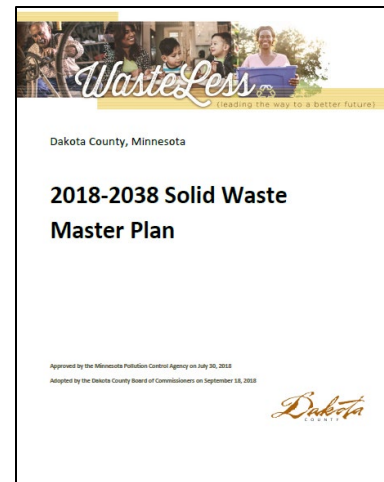 WasteLess
(leading the way to a better future)
Dakota County, Minnesota
2018-2038 Solid Waste
Master Plan
Approved by the Minnesota Pollution Control Agency on July 30, 2018
Adopted by the Dakota County Board of Commissioners on September 18, 2018
Dakota
COUNTY